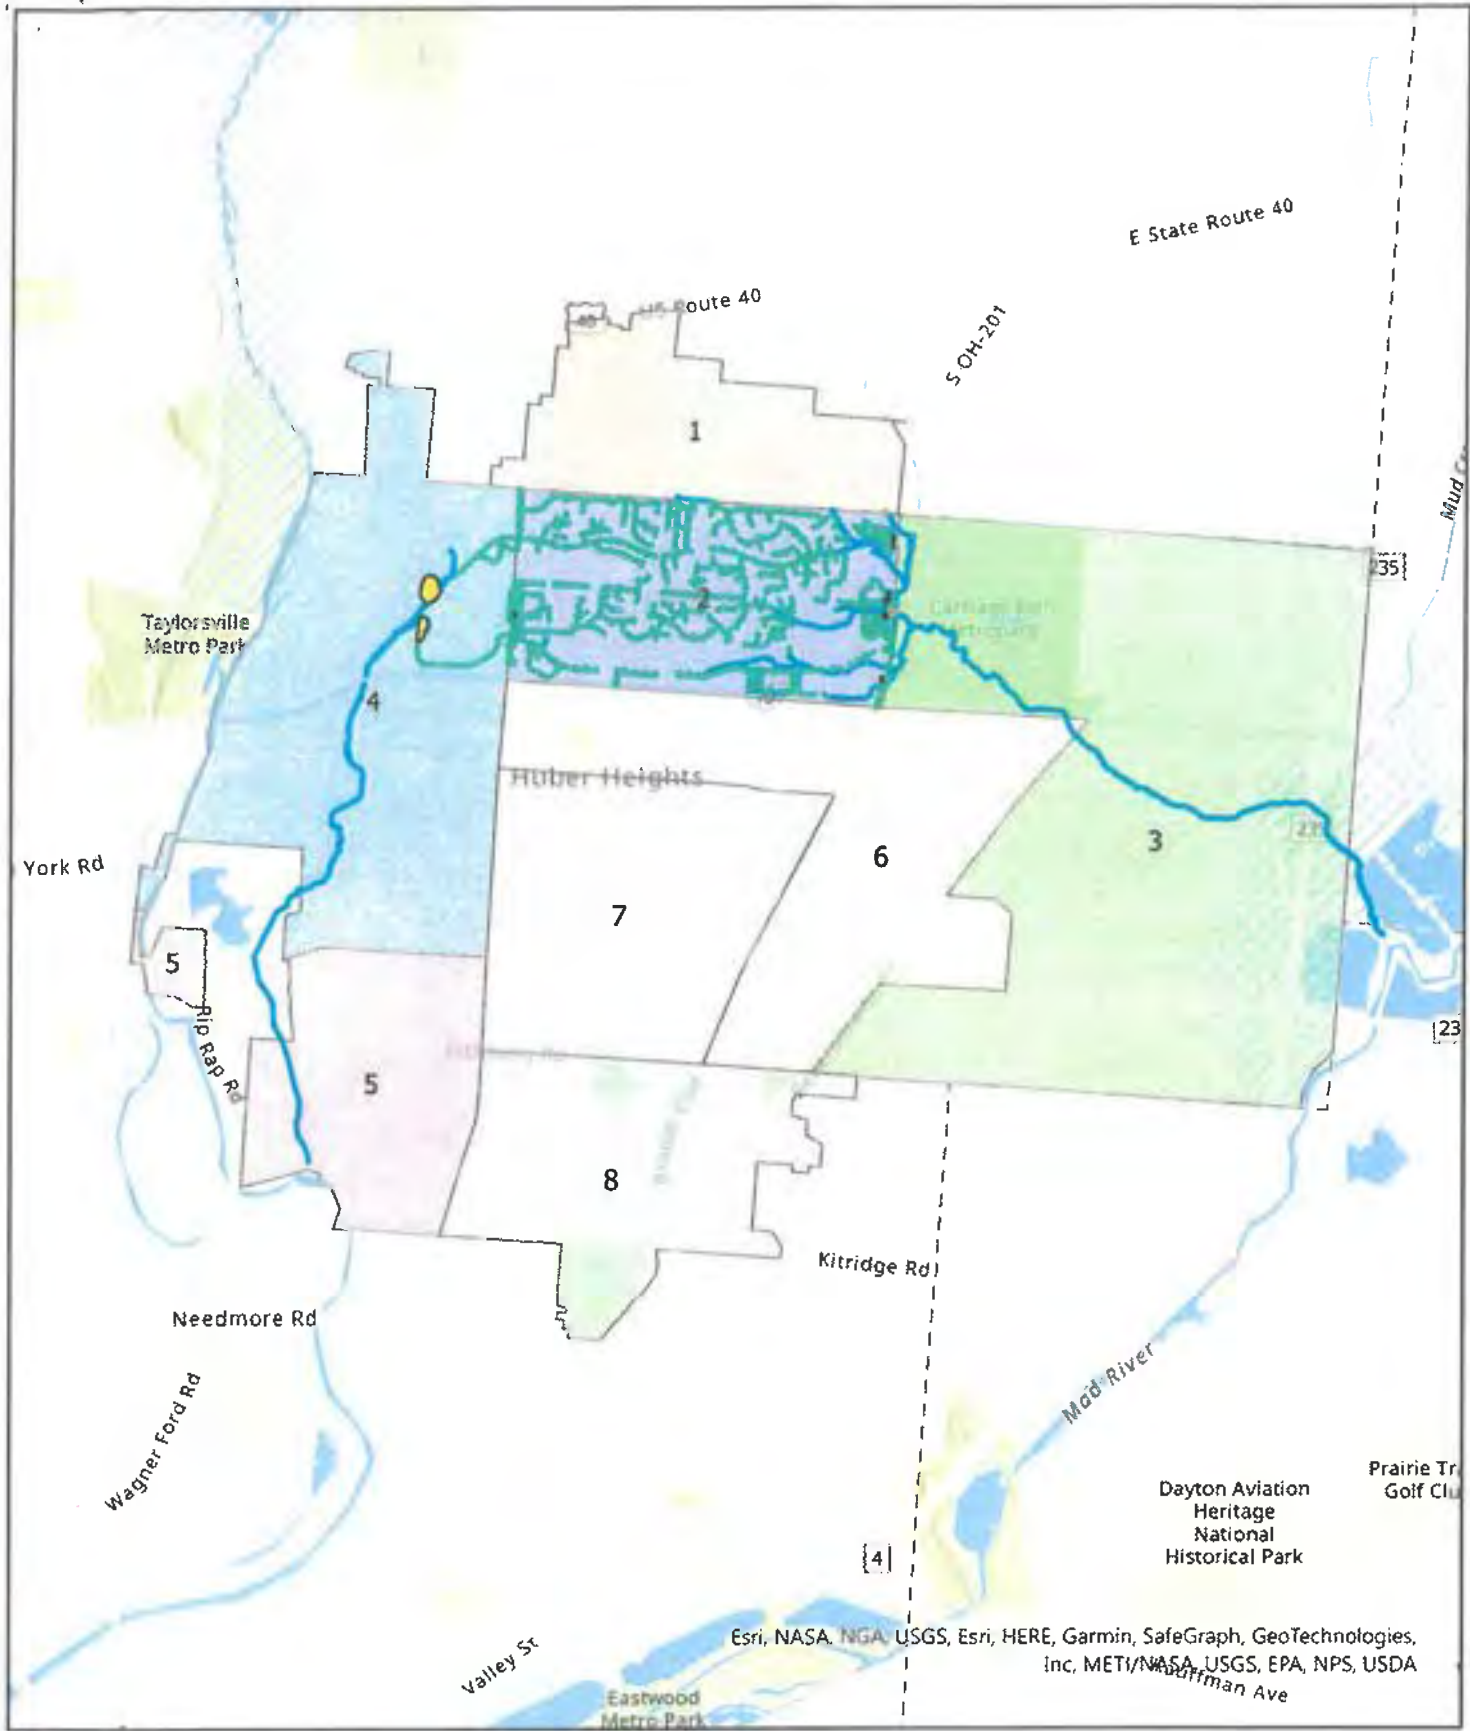 E State Route 40
40
US Route 40
S OH-201
1
235
Taylorsville
Metro Park
2
4
Huber Heights
York Rd
6
3
235
7
5
Rip Rap Rd
23
5
8
Kitridge Rd
Needmore Rd
Wagner Ford Rd
Mad River
Prairie Tr
Golf Clu
Dayton Aviation
Heritage
National
Historical Park
4
Esri, NASA, NGA, USGS, Esri, HERE, Garmin, SafeGraph, GeoTechnologies,
Inc, METI/NASA, USGS, EPA, NPS, USDA
Valley St
Eastwood
Metro Park